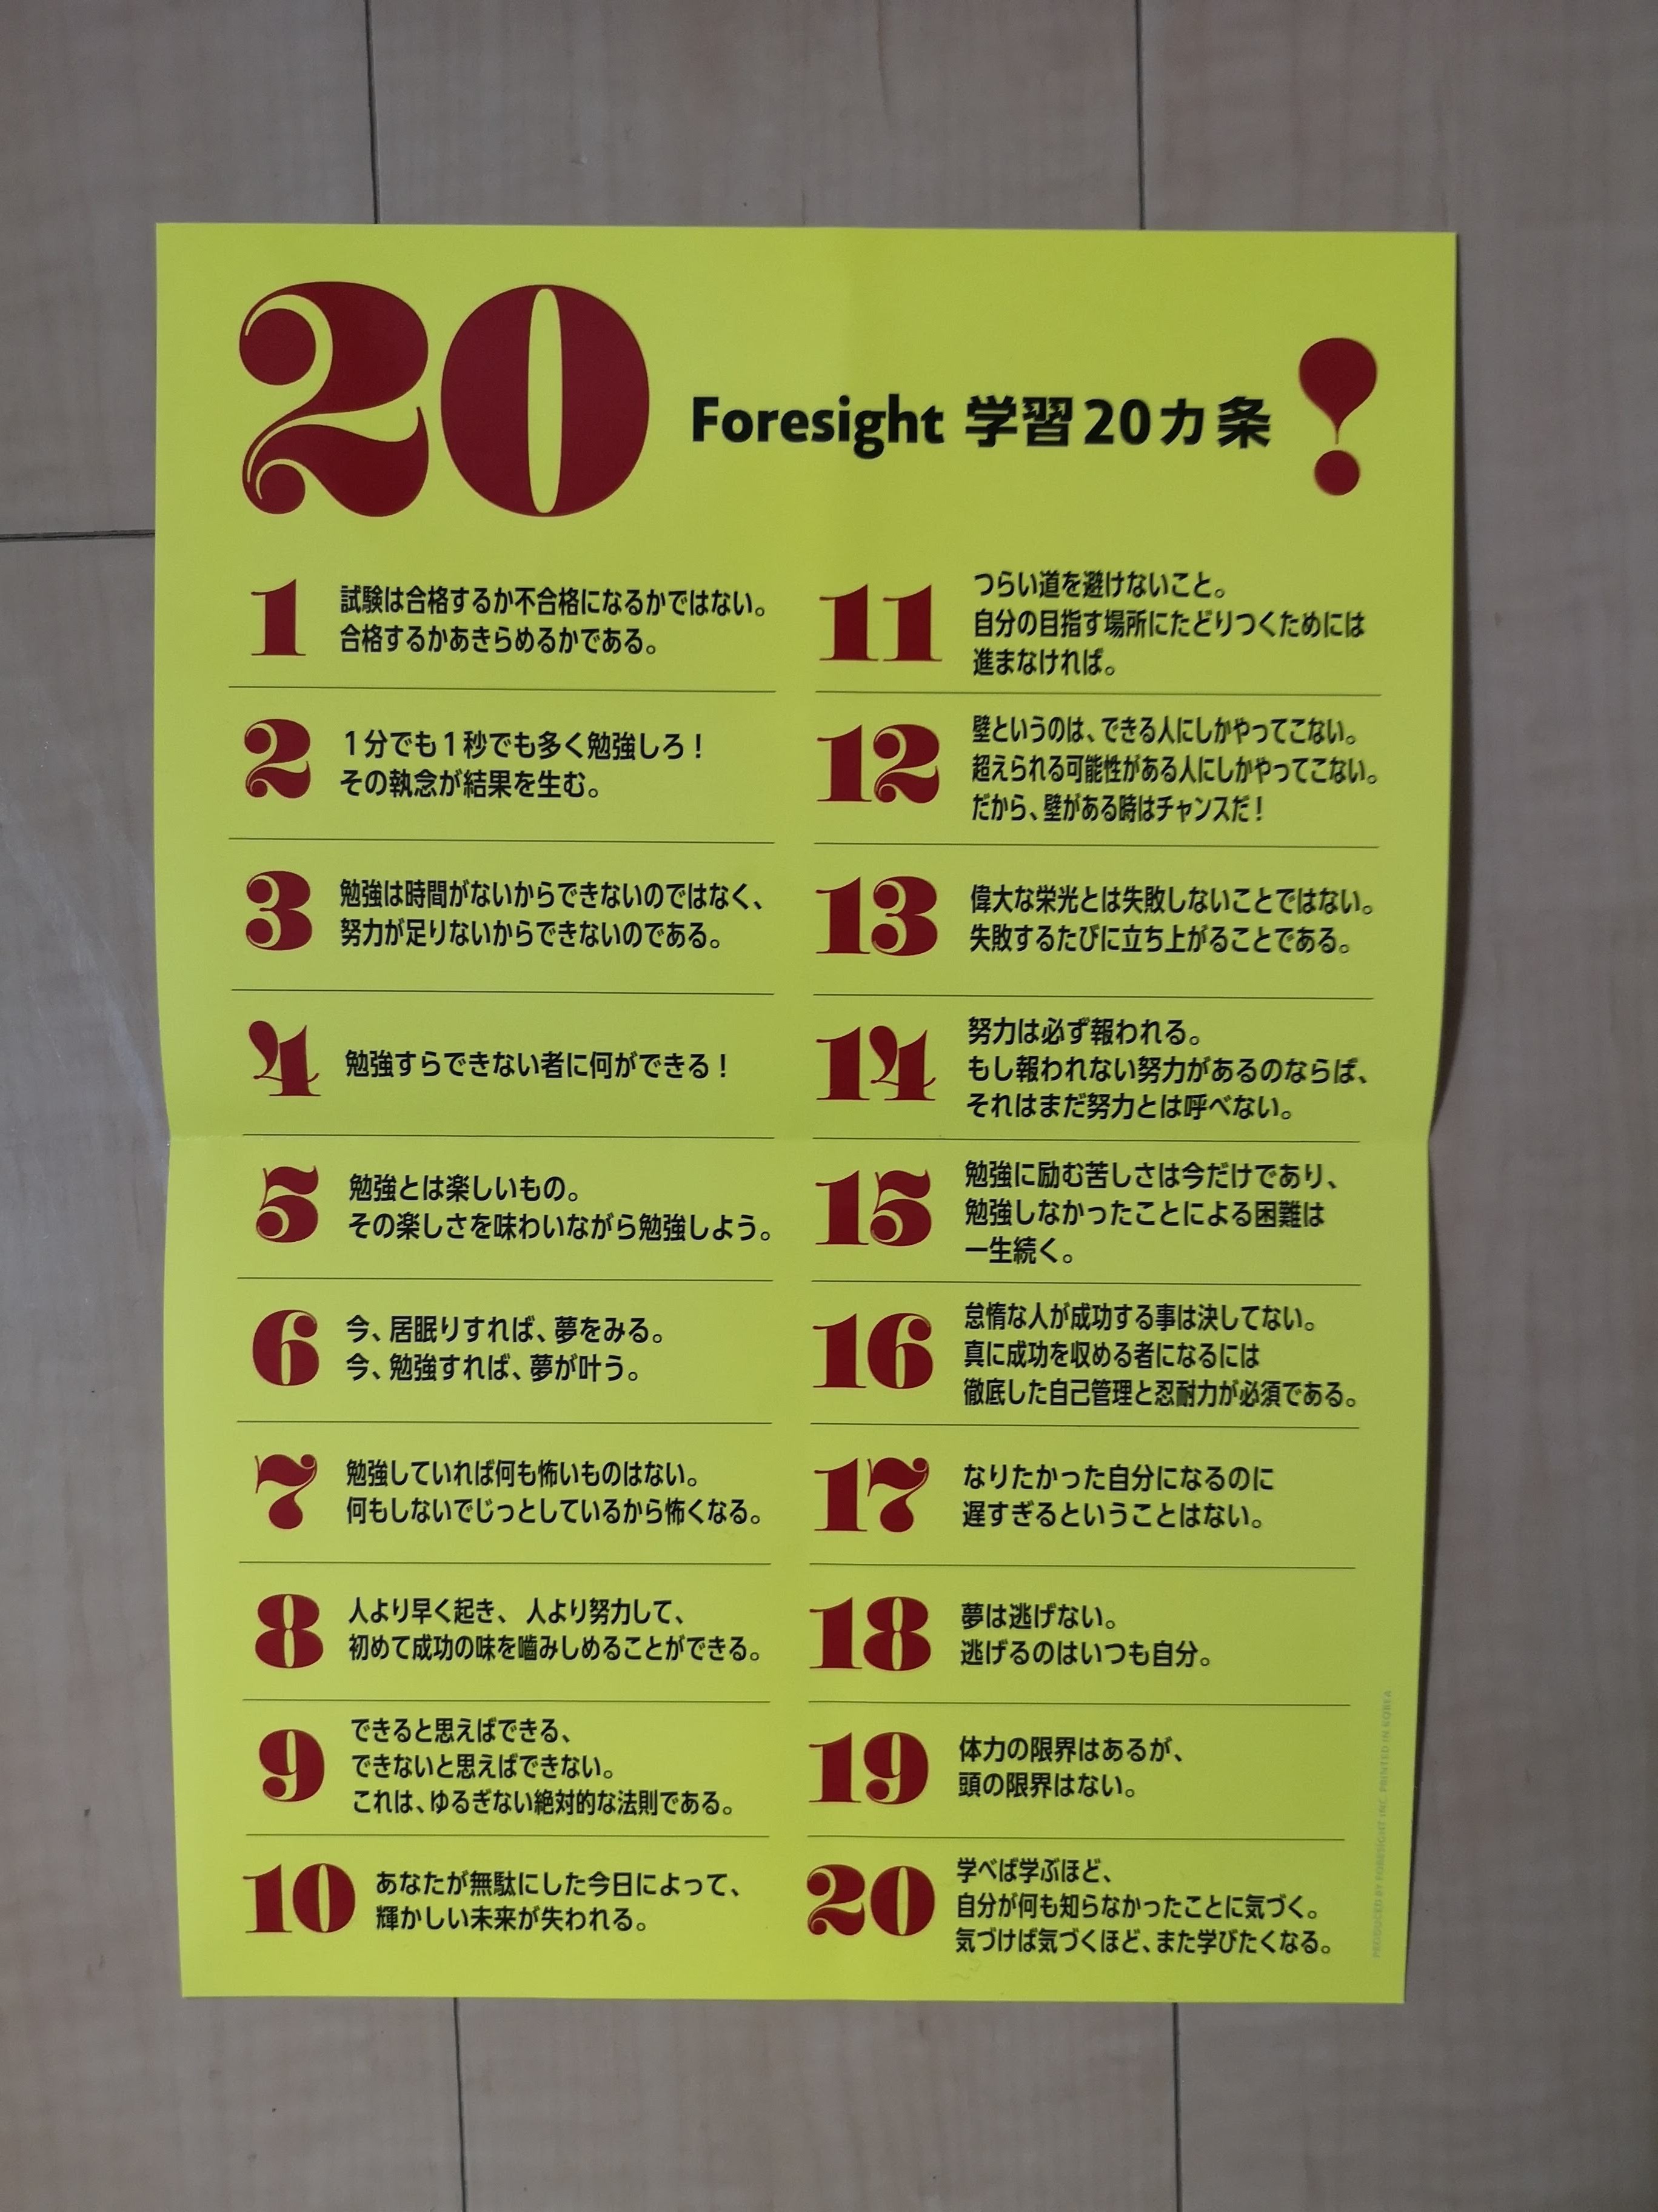 20
Foresight 学習20カ条
!
1
試験は合格するか不合格になるかではない。
合格するかあきらめるかである。
2
1分でも1秒でも多く勉強しろ！
その執念が結果を生む。
3
勉強は時間がないからできないのではなく、
努力が足りないからできないのである。
4
勉強すらできない者に何ができる！
5
勉強とは楽しいもの。
その楽しさを味わいながら勉強しよう。
6
今、居眠りすれば、夢をみる。
今、勉強すれば、夢が叶う。
7
勉強していれば何も怖いものはない。
何もしないでじっとしているから怖くなる。
8
人より早く起き、人より努力して、
初めて成功の味を嚙みしめることができる。
9
できると思えばできる、
できないと思えばできない。
これは、ゆるぎない絶対的な法則である。
10
あなたが無駄にした今日によって、
輝かしい未来が失われる。
11
つらい道を避けないこと。
自分の目指す場所にたどりつくためには
進まなければ。
12
壁というのは、できる人にしかやってこない。
超えられる可能性がある人にしかやってこない。
だから、壁がある時はチャンスだ！
13
偉大な栄光とは失敗しないことではない。
失敗するたびに立ち上がることである。
14
努力は必ず報われる。
もし報われない努力があるのならば、
それはまだ努力とは呼べない。
15
勉強に励む苦しさは今だけであり、
勉強しなかったことによる困難は
一生続く。
16
怠惰な人が成功する事は決してない。
真に成功を収める者になるには
徹底した自己管理と忍耐力が必須である。
17
なりたかった自分になるのに
遅すぎるということはない。
18
夢は逃げない。
逃げるのはいつも自分。
19
体力の限界はあるが、
頭の限界はない。
20
学べば学ぶほど、
自分が何も知らなかったことに気づく。
気づけば気づくほど、また学びたくなる。
PRODUCED BY FORESIGHT INC. PRINTED IN KOREA